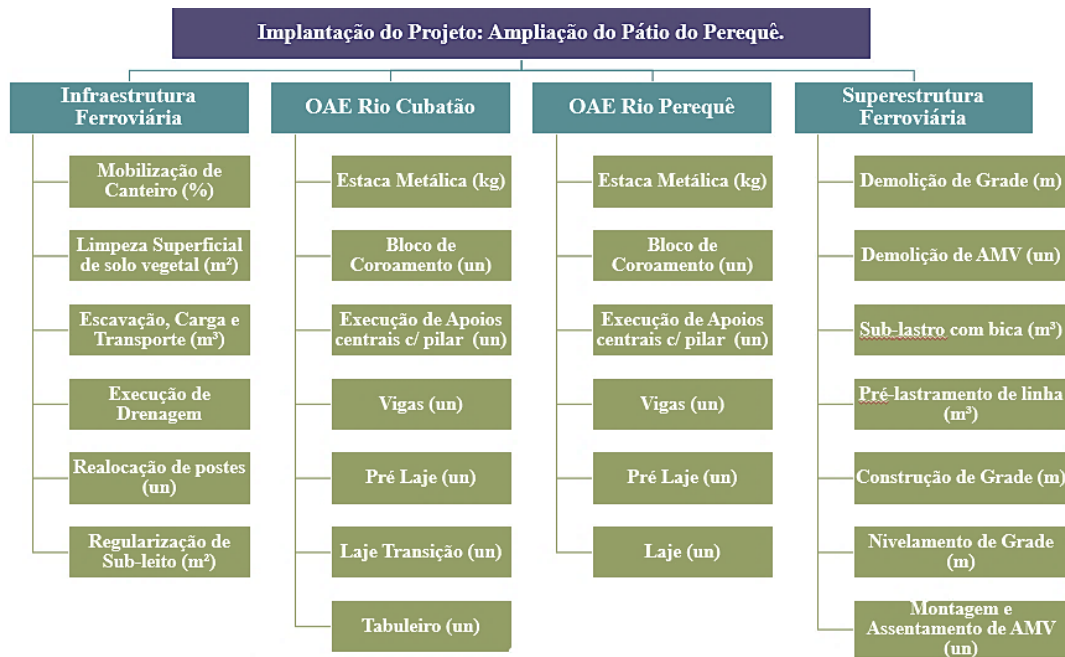 Implantação do Projeto: Ampliação do Pátio do Perequê.
Infraestrutura
Ferroviária
Mobilização de
Canteiro (%)
Limpeza Superficial
de solo vegetal (m²)
Escavação, Carga e
Transporte (m³)
Execução de
Drenagem
Realocação de postes
(un)
Regularização de
Sub-leito (m²)
OAE Rio Cubatão
Estaca Metálica (kg)
Bloco de
Coroamento (un)
Execução de Apoios
centrais c/ pilar (un)
Vigas (un)
Pré Laje (un)
Laje Transição (un)
Tabuleiro (un)
OAE Rio Perequê
Estaca Metálica (kg)
Bloco de
Coroamento (un)
Execução de Apoios
centrais c/ pilar (un)
Vigas (un)
Pré Laje (un)
Laje (un)
Superestrutura
Ferroviária
Demolição de Grade (m)
Demolição de AMV (un)
Sub-lastro com bica (m³)
Pré-lastramento de linha
(m³)
Construção de Grade (m)
Nivelamento de Grade
(m)
Montagem e
Assentamento de AMV
(un)